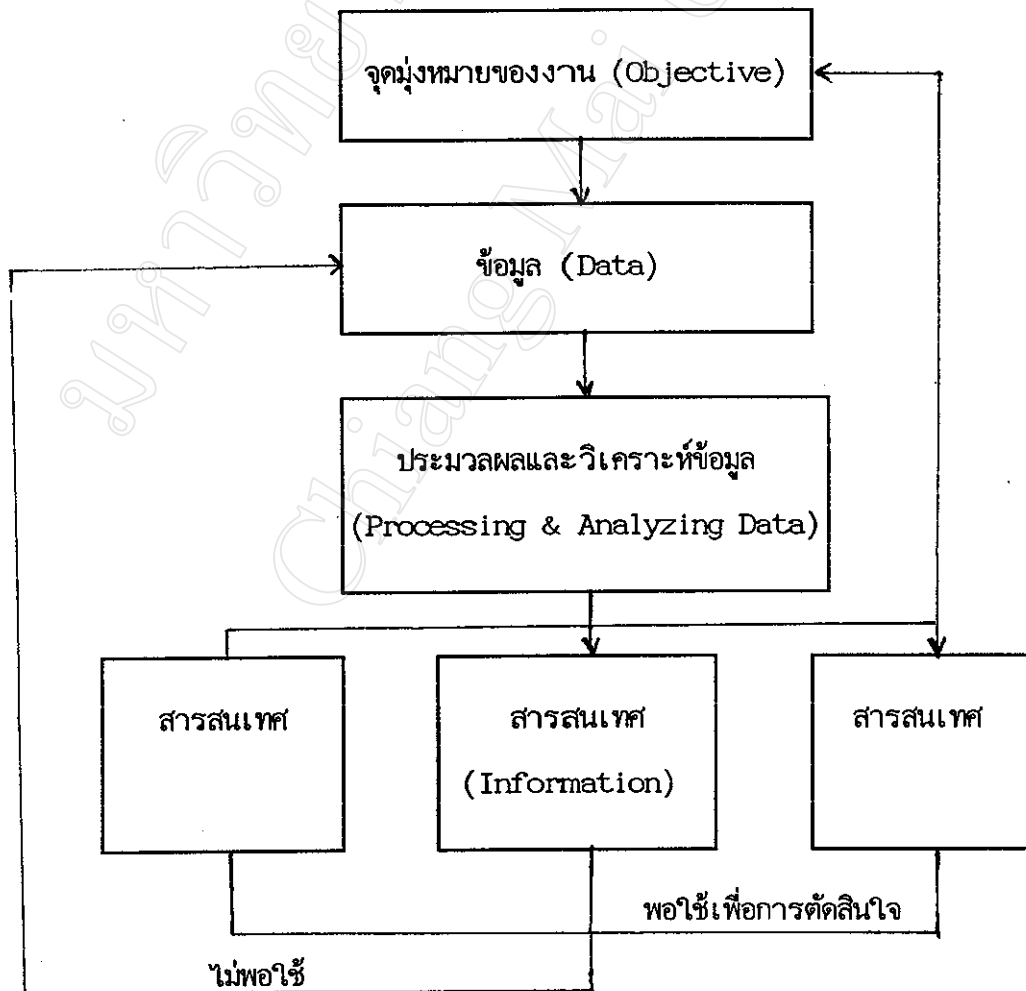 จุดมุ่งหมายของงาน (Objective)
ข้อมูล (Data)
ประมวลผลและวิเคราะห์ข้อมูล
(Processing & Analyzing Data)
สารสนเทศ
สารสนเทศ
(Information)
สารสนเทศ
พอใช้เพื่อการตัดสินใจ
ไม่พอใช้